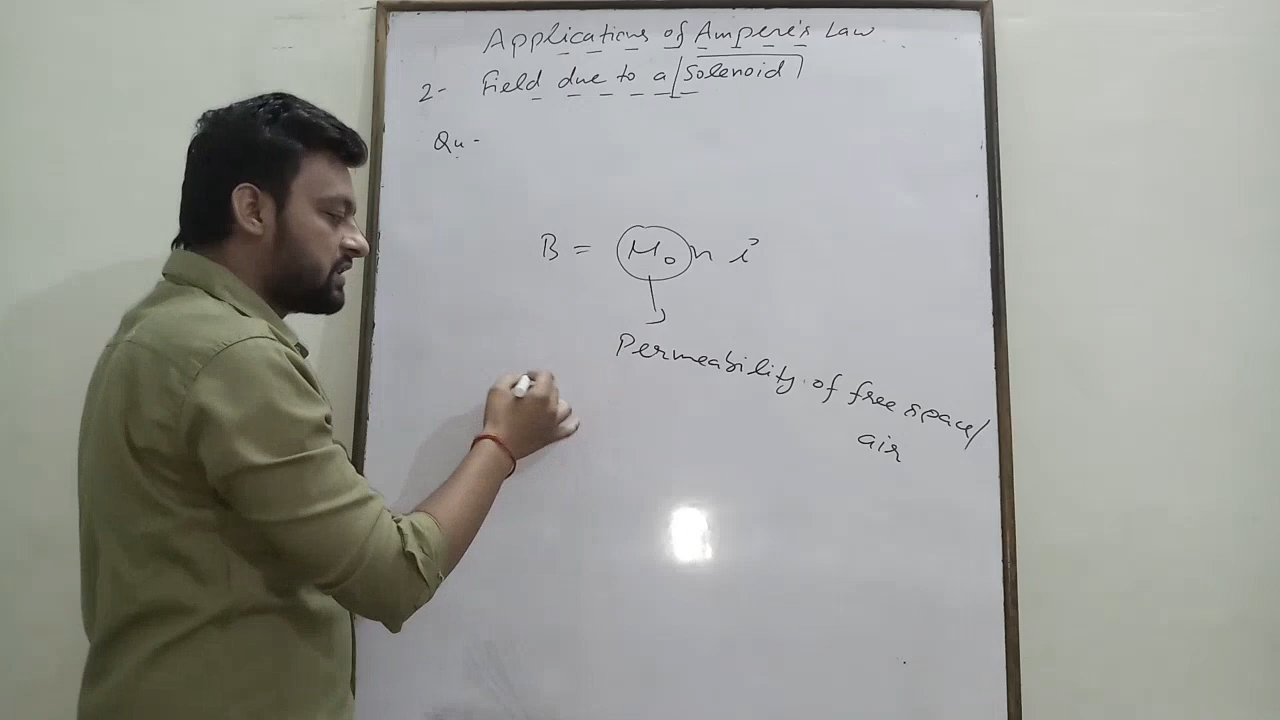 Applications of Ampere's Law
2- Field due to a Solenoid
Qu-
B = μ₀ n i
Permeability of free space/
air